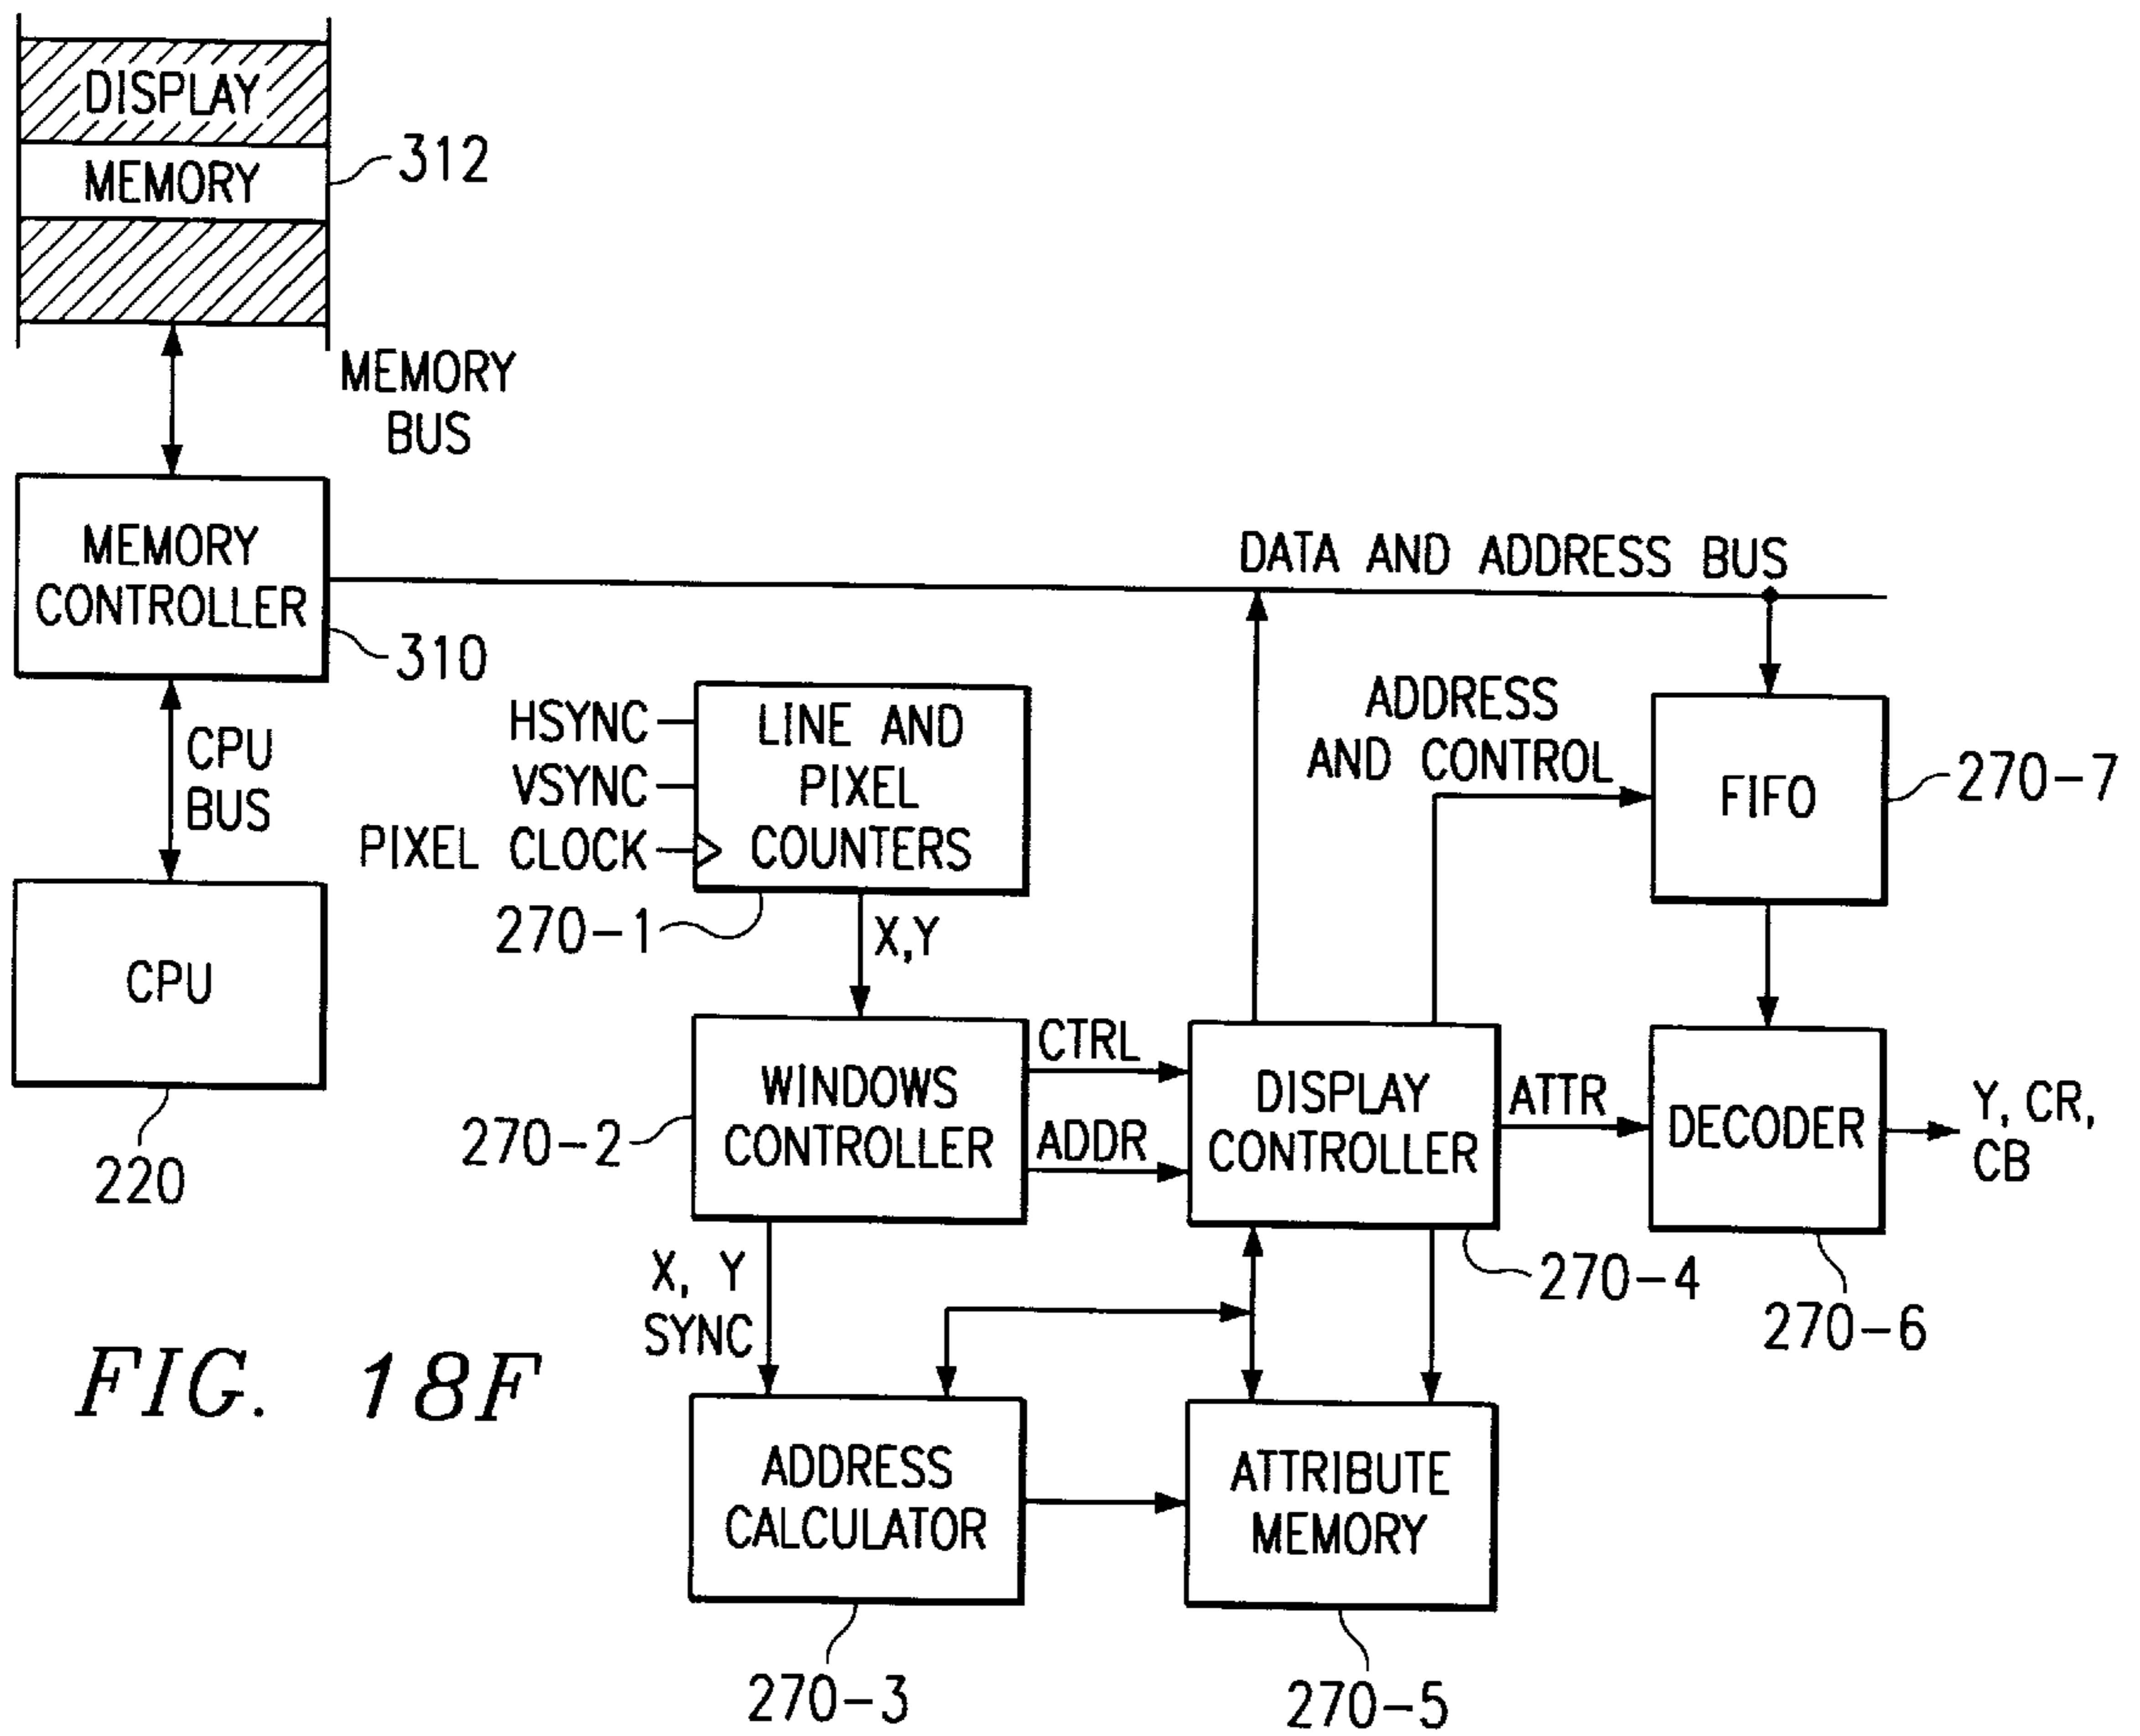 DISPLAY
MEMORY
312
MEMORY
BUS
MEMORY
CONTROLLER
310
DATA AND ADDRESS BUS
CPU
BUS
HSYNC
VSYNC
PIXEL CLOCK
LINE AND
PIXEL
COUNTERS
270-1
X,Y
ADDRESS
AND CONTROL
FIFO
270-7
CPU
220
WINDOWS
CONTROLLER
270-2
CTRL
ADDR
DISPLAY
CONTROLLER
270-4
ATTR
DECODER
270-6
Y, CR,
CB
X, Y
SYNC
ADDRESS
CALCULATOR
270-3
ATTRIBUTE
MEMORY
270-5
FIG. 18F